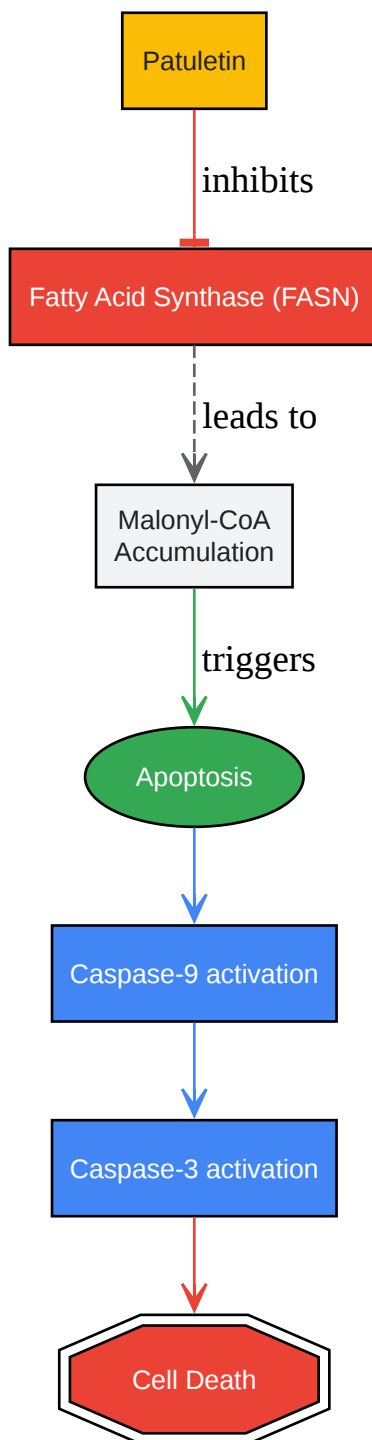 Patuletin
inhibits
Fatty Acid Synthase (FASN)
leads to
Malonyl-CoA
Accumulation
triggers
Apoptosis
Caspase-9 activation
Caspase-3 activation
Cell Death